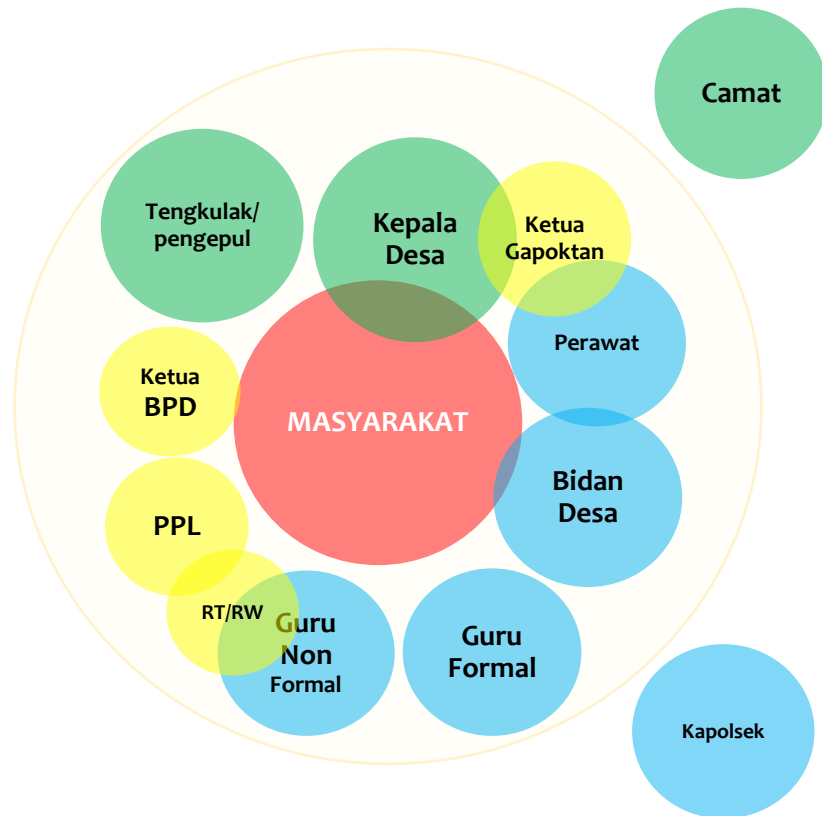 Camat
Tengkulak/
pengepul
Kepala
Desa
Ketua
Gapoktan
Perawat
Ketua
BPD
MASYARAKAT
Bidan
Desa
PPL
RT/RW
Guru
Non
Formal
Guru
Formal
Kapolsek